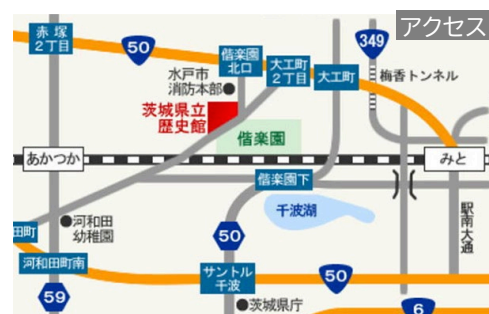 アクセス
赤塚
2丁目
50
349
偕楽園
北口
大工町
2丁目
大工町
梅香トンネル
水戸市
消防本部
茨城県立
歴史館
偕楽園
あかつか
みと
偕楽園下
千波湖
河和田
幼稚園
田町
50
駅南大通
河和田町南
サントル
千波
50
59
茨城県庁
6